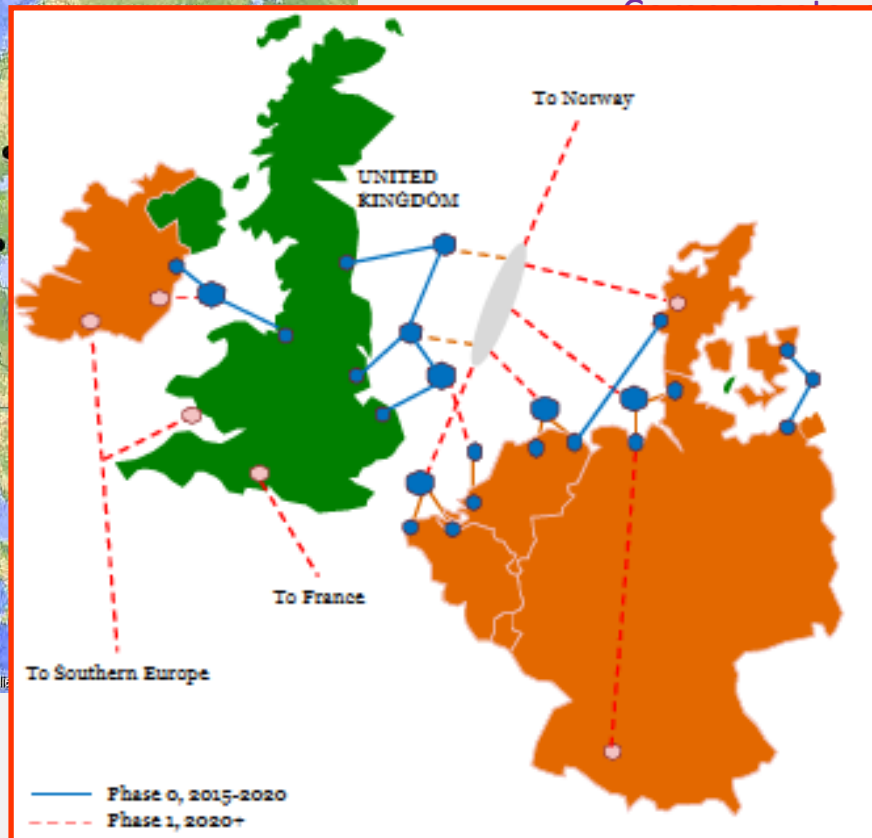 To Norway
UNITED
KINGDOM
To France
To Southern Europe
Phase 0, 2015-2020
Phase 1, 2020+